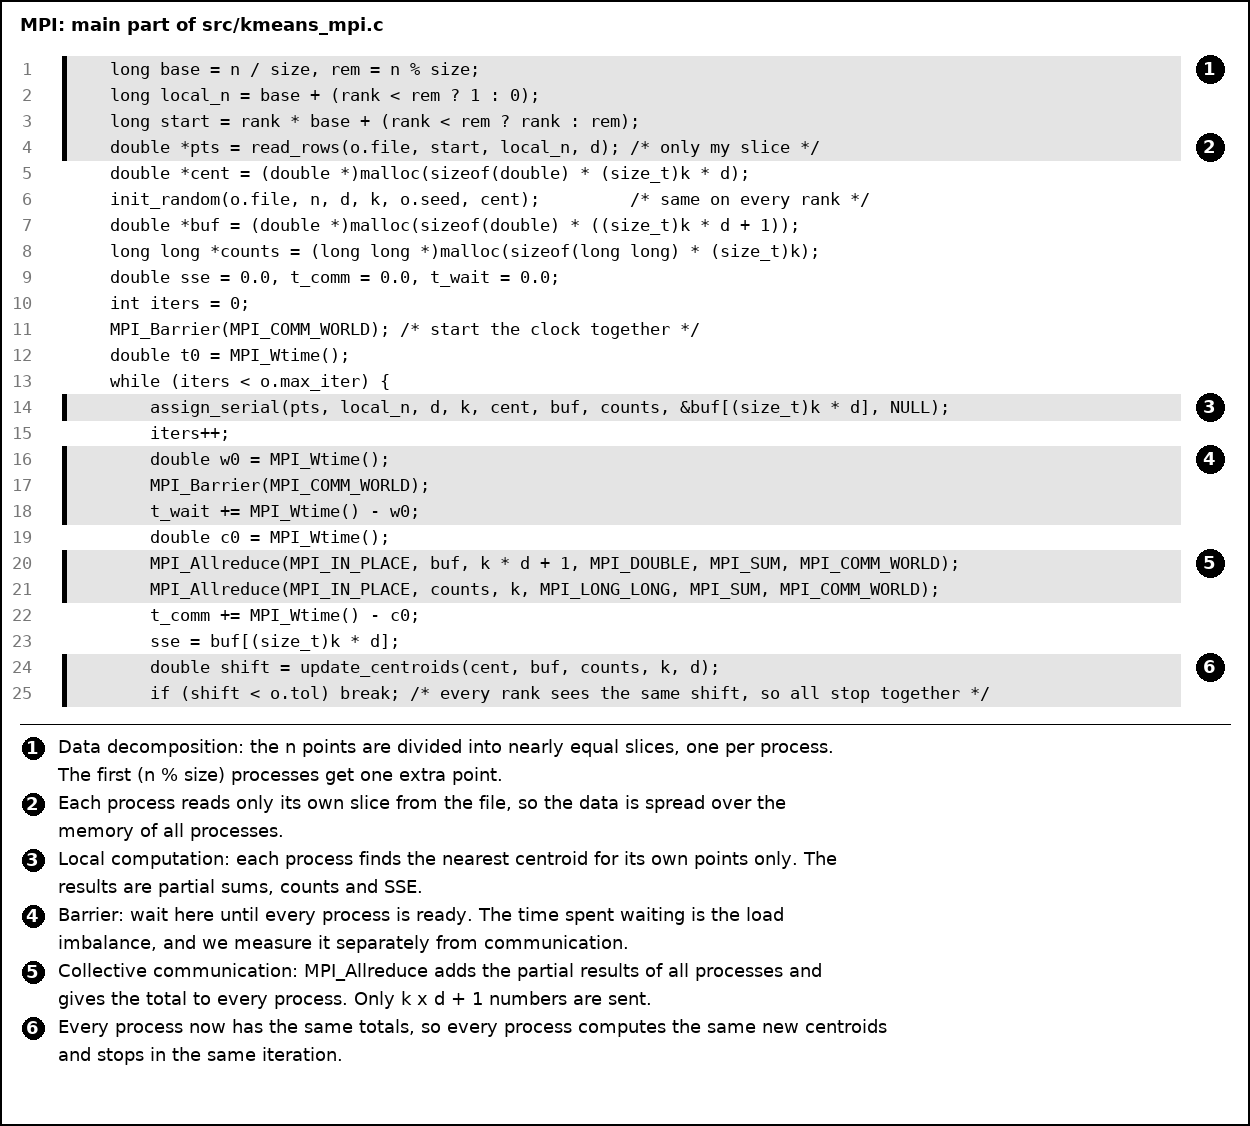 MPI: main part of src/kmeans_mpi.c
1 long base = n / size, rem = n % size; 1
2 long local_n = base + (rank < rem ? 1 : 0);
3 long start = rank * base + (rank < rem ? rank : rem);
4 double *pts = read_rows(o.file, start, local_n, d); /* only my slice */ 2
5 double *cent = (double *)malloc(sizeof(double) * (size_t)k * d);
6 init_random(o.file, n, d, k, o.seed, cent); /* same on every rank */
7 double *buf = (double *)malloc(sizeof(double) * ((size_t)k * d + 1));
8 long long *counts = (long long *)malloc(sizeof(long long) * (size_t)k);
9 double sse = 0.0, t_comm = 0.0, t_wait = 0.0;
10 int iters = 0;
11 MPI_Barrier(MPI_COMM_WORLD); /* start the clock together */
12 double t0 = MPI_Wtime();
13 while (iters < o.max_iter) {
14 assign_serial(pts, local_n, d, k, cent, buf, counts, &buf[(size_t)k * d], NULL); 3
15 iters++;
16 double w0 = MPI_Wtime(); 4
17 MPI_Barrier(MPI_COMM_WORLD);
18 t_wait += MPI_Wtime() - w0;
19 double c0 = MPI_Wtime();
20 MPI_Allreduce(MPI_IN_PLACE, buf, k * d + 1, MPI_DOUBLE, MPI_SUM, MPI_COMM_WORLD); 5
21 MPI_Allreduce(MPI_IN_PLACE, counts, k, MPI_LONG_LONG, MPI_SUM, MPI_COMM_WORLD);
22 t_comm += MPI_Wtime() - c0;
23 sse = buf[(size_t)k * d];
24 double shift = update_centroids(cent, buf, counts, k, d); 6
25 if (shift < o.tol) break; /* every rank sees the same shift, so all stop together */
1 Data decomposition: the n points are divided into nearly equal slices, one per process.
The first (n % size) processes get one extra point.
2 Each process reads only its own slice from the file, so the data is spread over the
memory of all processes.
3 Local computation: each process finds the nearest centroid for its own points only. The
results are partial sums, counts and SSE.
4 Barrier: wait here until every process is ready. The time spent waiting is the load
imbalance, and we measure it separately from communication.
5 Collective communication: MPI_Allreduce adds the partial results of all processes and
gives the total to every process. Only k x d + 1 numbers are sent.
6 Every process now has the same totals, so every process computes the same new centroids
and stops in the same iteration.